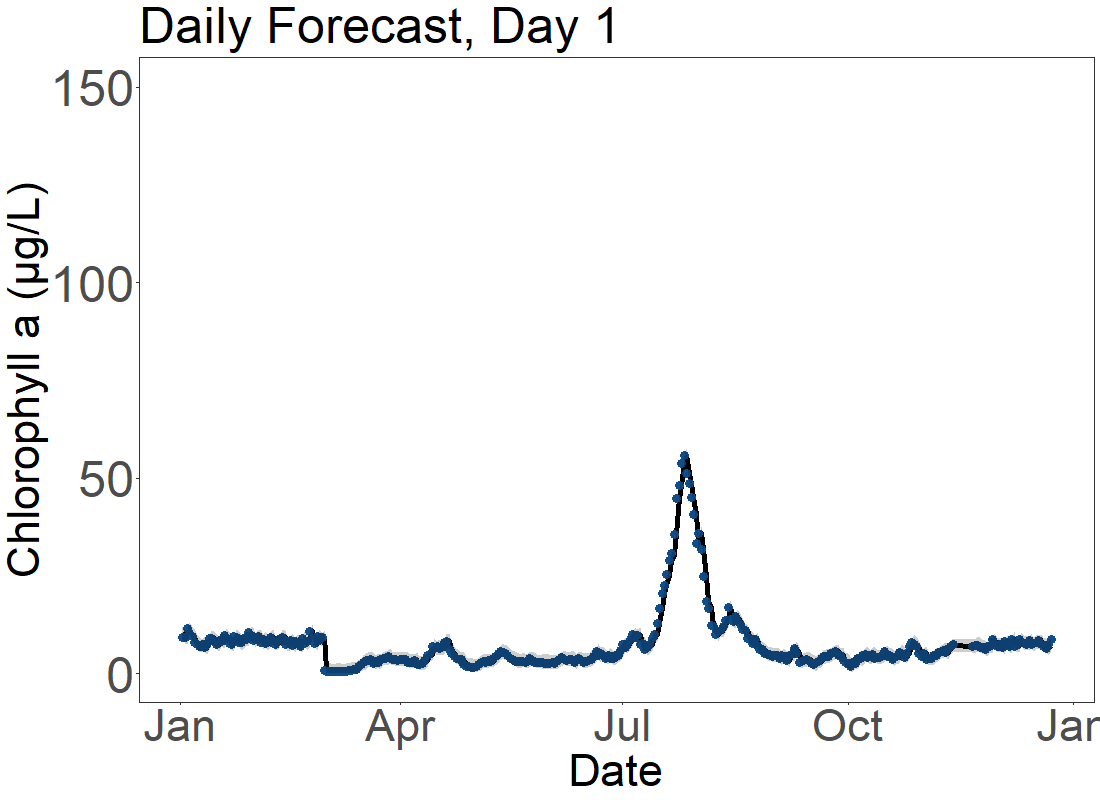 Daily Forecast, Day 1
Chlorophyll a (µg/L)
150
100
50
0
Jan Apr Jul Oct Jan
Date